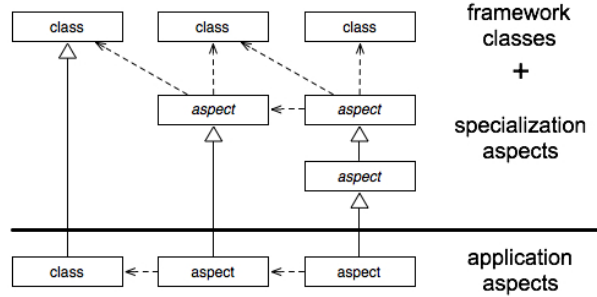 class
class
class
framework
classes
+
aspect
aspect
specialization
aspects
aspect
class
aspect
aspect
application
aspects